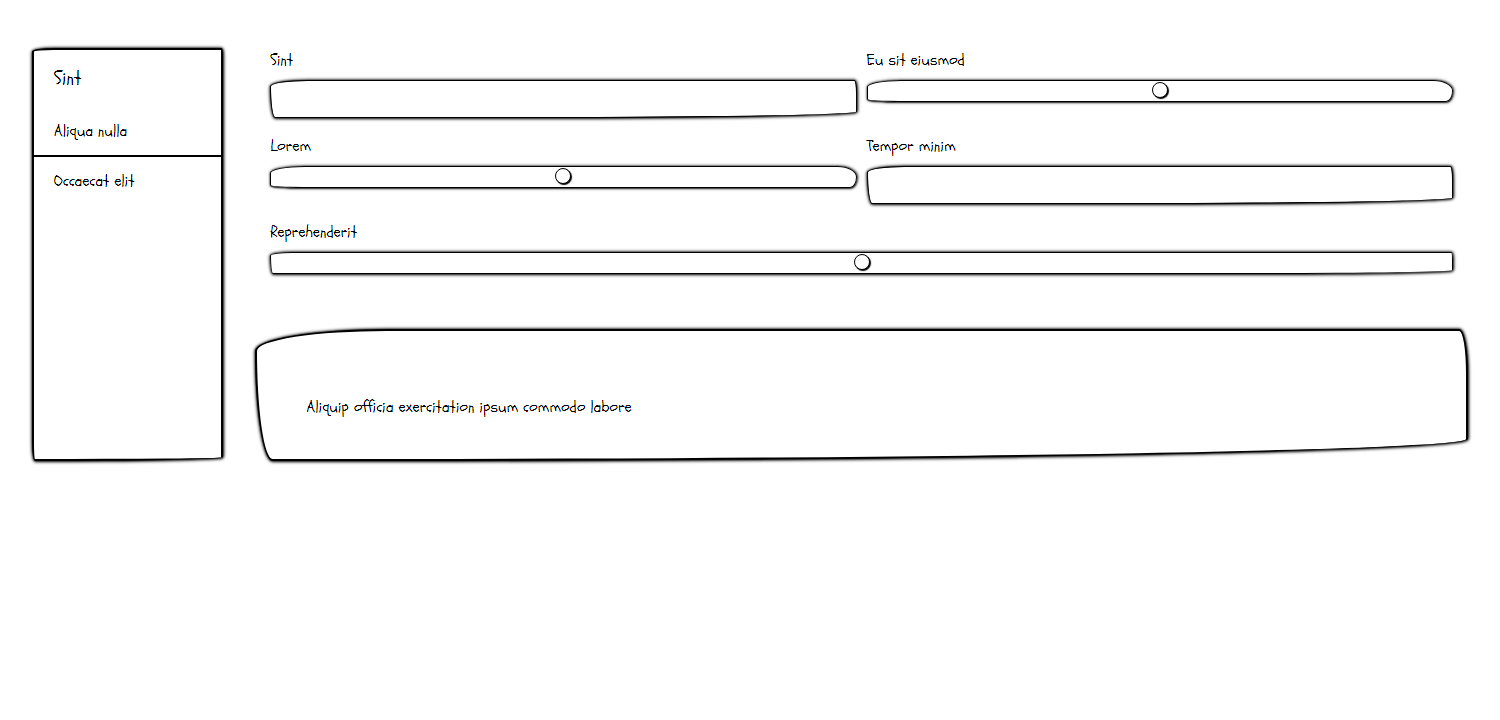 Sint
Aliqua nulla
Occaecat elit
Sint
Eu sit eiusmod
Lorem
Tempor minim
Reprehenderit
Aliquip officia exercitation ipsum commodo labore